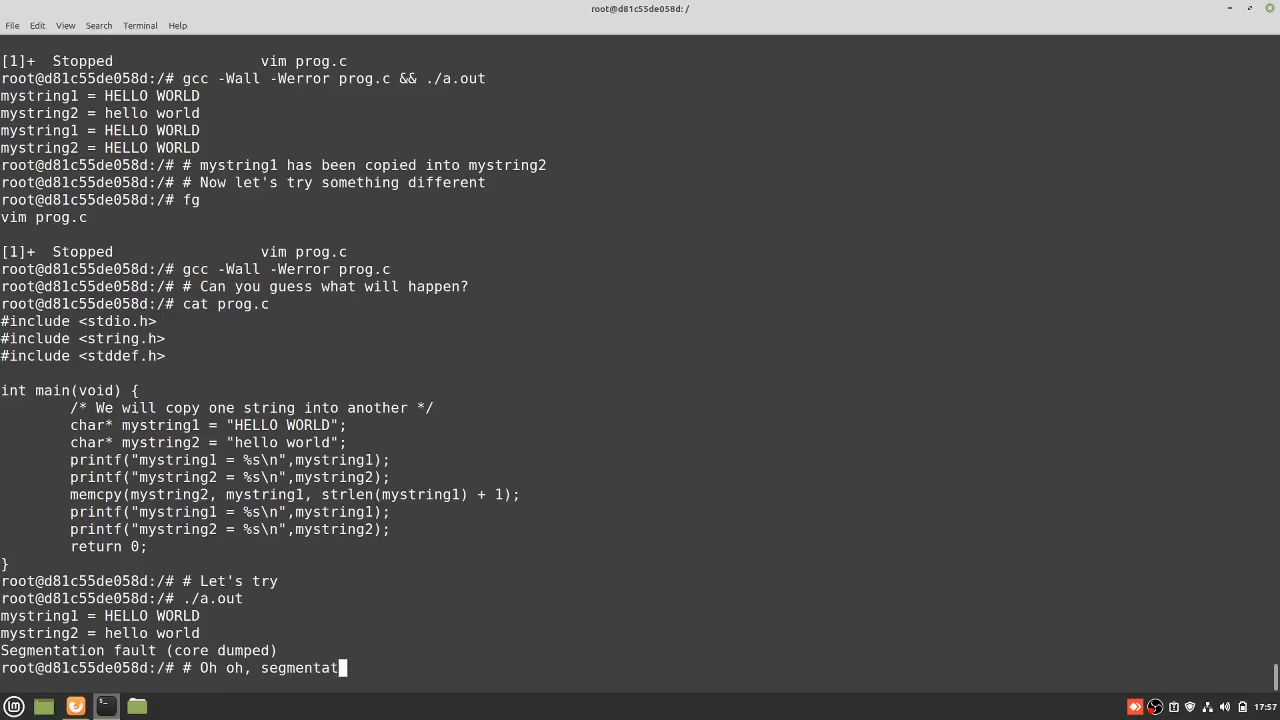 root@d81c55de058d: /
File Edit View Search Terminal Help
[1]+  Stopped                 vim prog.c
root@d81c55de058d:/# gcc -Wall -Werror prog.c && ./a.out
mystring1 = HELLO WORLD
mystring2 = hello world
mystring1 = HELLO WORLD
mystring2 = HELLO WORLD
root@d81c55de058d:/# # mystring1 has been copied into mystring2
root@d81c55de058d:/# # Now let's try something different
root@d81c55de058d:/# fg
vim prog.c
[1]+  Stopped                 vim prog.c
root@d81c55de058d:/# gcc -Wall -Werror prog.c
root@d81c55de058d:/# # Can you guess what will happen?
root@d81c55de058d:/# cat prog.c
#include <stdio.h>
#include <string.h>
#include <stddef.h>
int main(void) {
        /* We will copy one string into another */
        char* mystring1 = "HELLO WORLD";
        char* mystring2 = "hello world";
        printf("mystring1 = %s\n",mystring1);
        printf("mystring2 = %s\n",mystring2);
        memcpy(mystring2, mystring1, strlen(mystring1) + 1);
        printf("mystring1 = %s\n",mystring1);
        printf("mystring2 = %s\n",mystring2);
        return 0;
}
root@d81c55de058d:/# # Let's try
root@d81c55de058d:/# ./a.out
mystring1 = HELLO WORLD
mystring2 = hello world
Segmentation fault (core dumped)
root@d81c55de058d:/# # Oh oh, segmentat
17:57